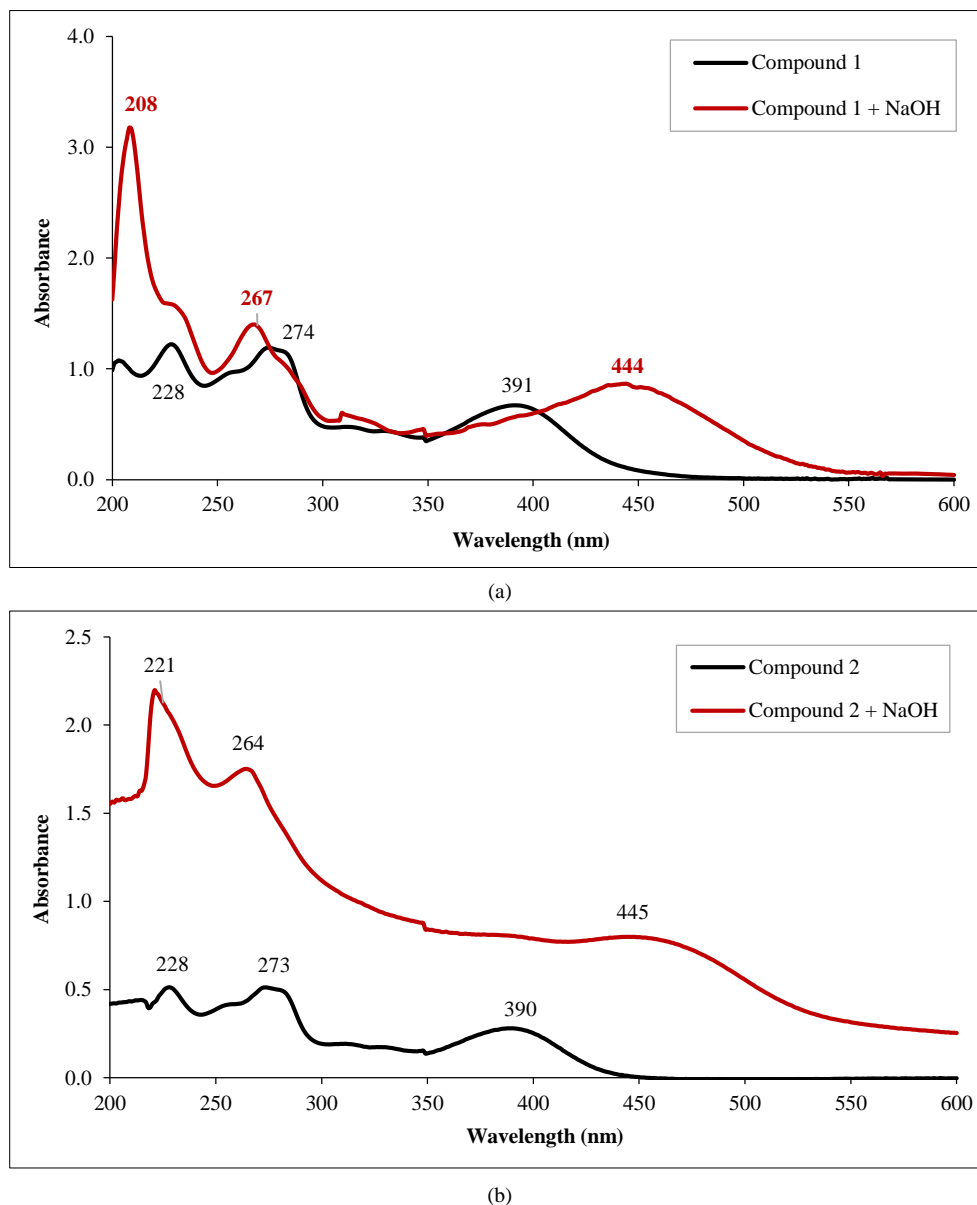 4.0
3.0
2.0
1.0
0.0
Absorbance
208
228
267
274
391
444
Compound 1
Compound 1 + NaOH
200 250 300 350 400 450 500 550 600
Wavelength (nm)
(a)
2.5
2.0
1.5
1.0
0.5
0.0
Absorbance
221
264
445
228
273
390
Compound 2
Compound 2 + NaOH
200 250 300 350 400 450 500 550 600
Wavelength (nm)
(b)